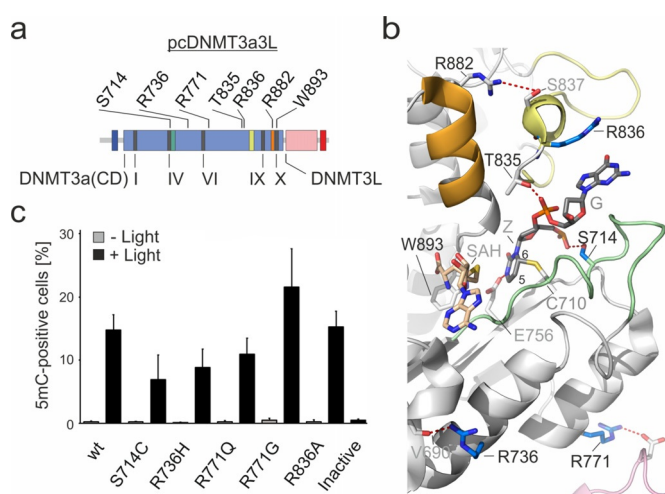 a
pcDNMT3a3L
S714 R736 R771 T835 R836 R882 W893
DNMT3a(CD) I IV VI IX X DNMT3L
b
R882
S837
R836
T835
G
Z
SAH
S714
W893
6
5
C710
E756
V690
R736
R771
c
- Light
+ Light
5mC-positive cells [%]
30
20
10
0
wt S714C R736H R771Q R771G R836A Inactive